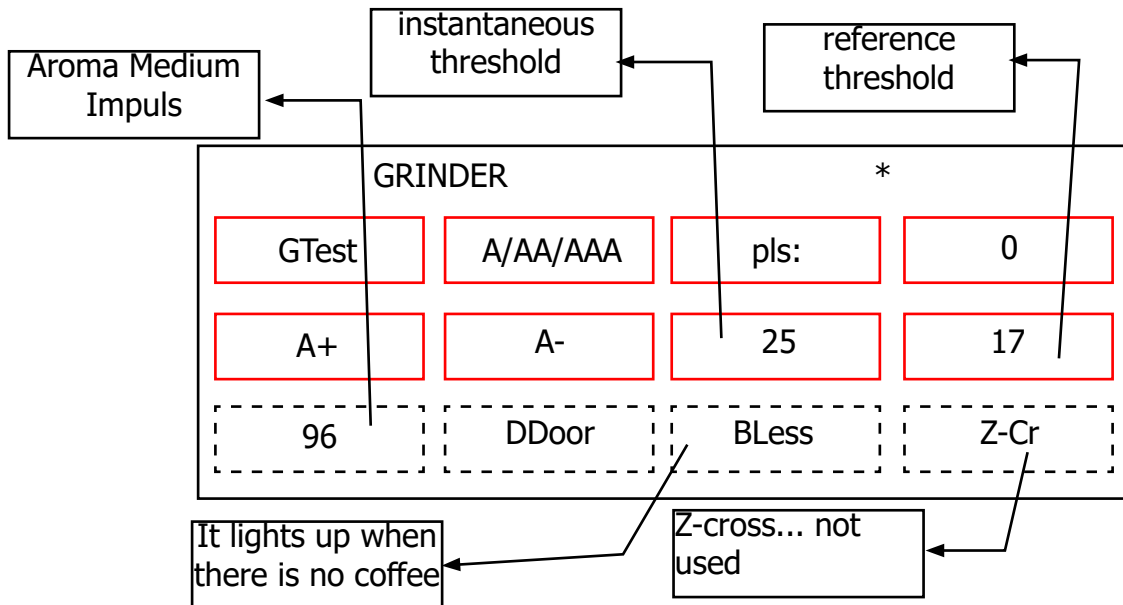 instantaneous
threshold
reference
threshold
Aroma Medium
Impuls
GRINDER *
GTest A/AA/AAA pls: 0
A+ A- 25 17
96 DDoor BLess Z-Cr
It lights up when
there is no coffee
Z-cross... not
used